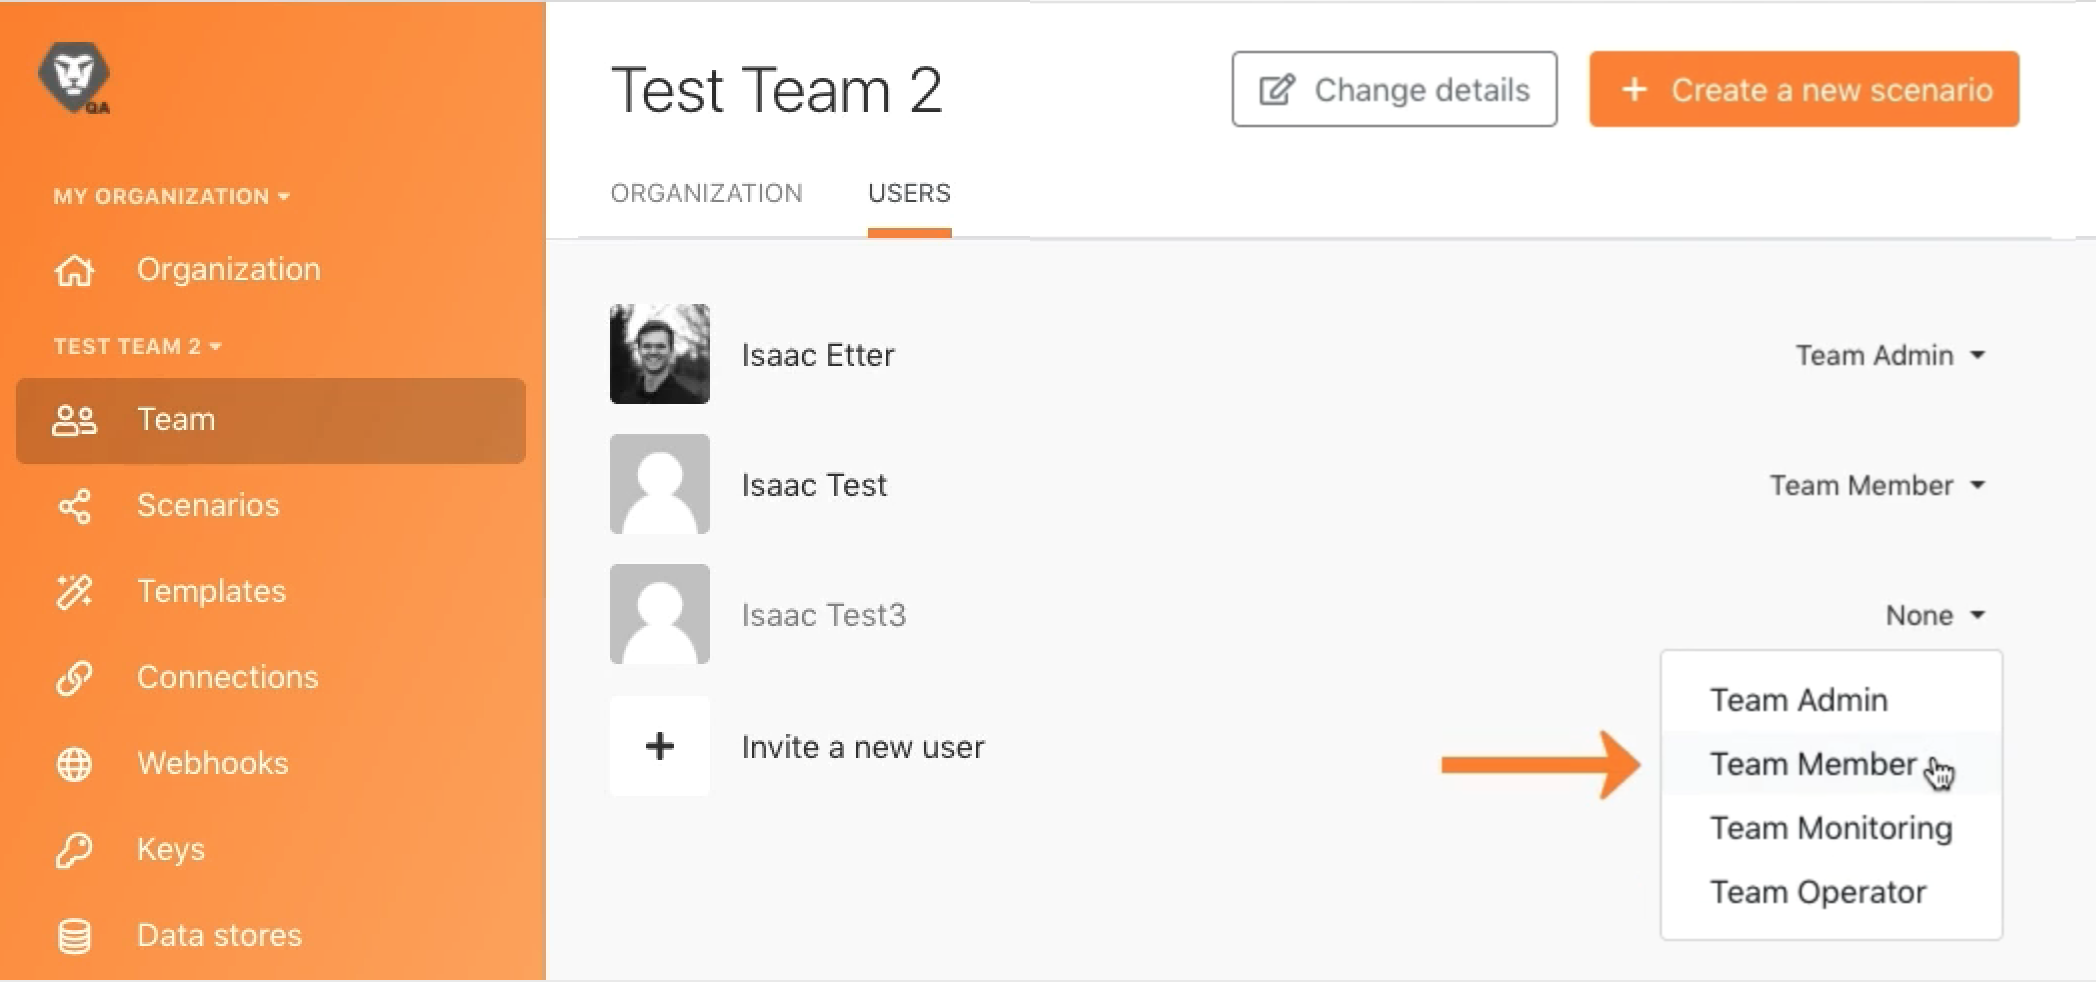 QA
MY ORGANIZATION
Organization
TEST TEAM 2
Team
Scenarios
Templates
Connections
Webhooks
Keys
Data stores
Test Team 2
Change details
+ Create a new scenario
ORGANIZATION
USERS
Isaac Etter
Team Admin
Isaac Test
Team Member
Isaac Test3
None
+ Invite a new user
Team Admin
Team Member
Team Monitoring
Team Operator